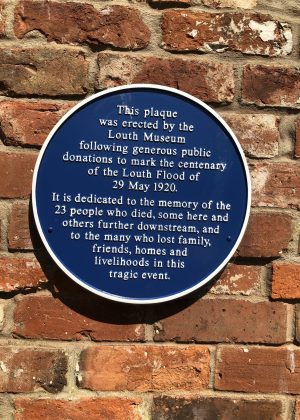 This plaque
was erected by the
Louth Museum
following generous public
donations to mark the centenary
of the Louth Flood of
29 May 1920.
It is dedicated to the memory of the
23 people who died, some here and
others further downstream, and
to the many who lost family,
friends, homes and
livelihoods in this
tragic event.